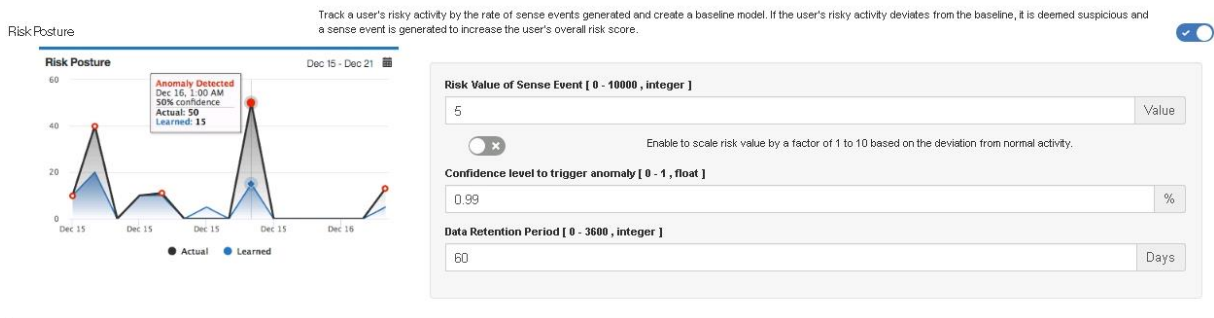 Track a user's risky activity by the rate of sense events generated and create a baseline model. If the user's risky activity deviates from the baseline, it is deemed suspicious and
a sense event is generated to increase the user's overall risk score.
Risk Posture
Risk Posture
Dec 15 - Dec 21
60
40
20
0
Anomaly Detected
Dec 16, 1:00 AM
50% confidence
Actual: 50
Learned: 15
Dec 15 Dec 15 Dec 15 Dec 15 Dec 16
Actual Learned
Risk Value of Sense Event [ 0 - 10000 , integer ]
5 Value
Enable to scale risk value by a factor of 1 to 10 based on the deviation from normal activity.
Confidence level to trigger anomaly [ 0 - 1 , float ]
0.99 %
Data Retention Period [ 0 - 3600 , integer ]
60 Days